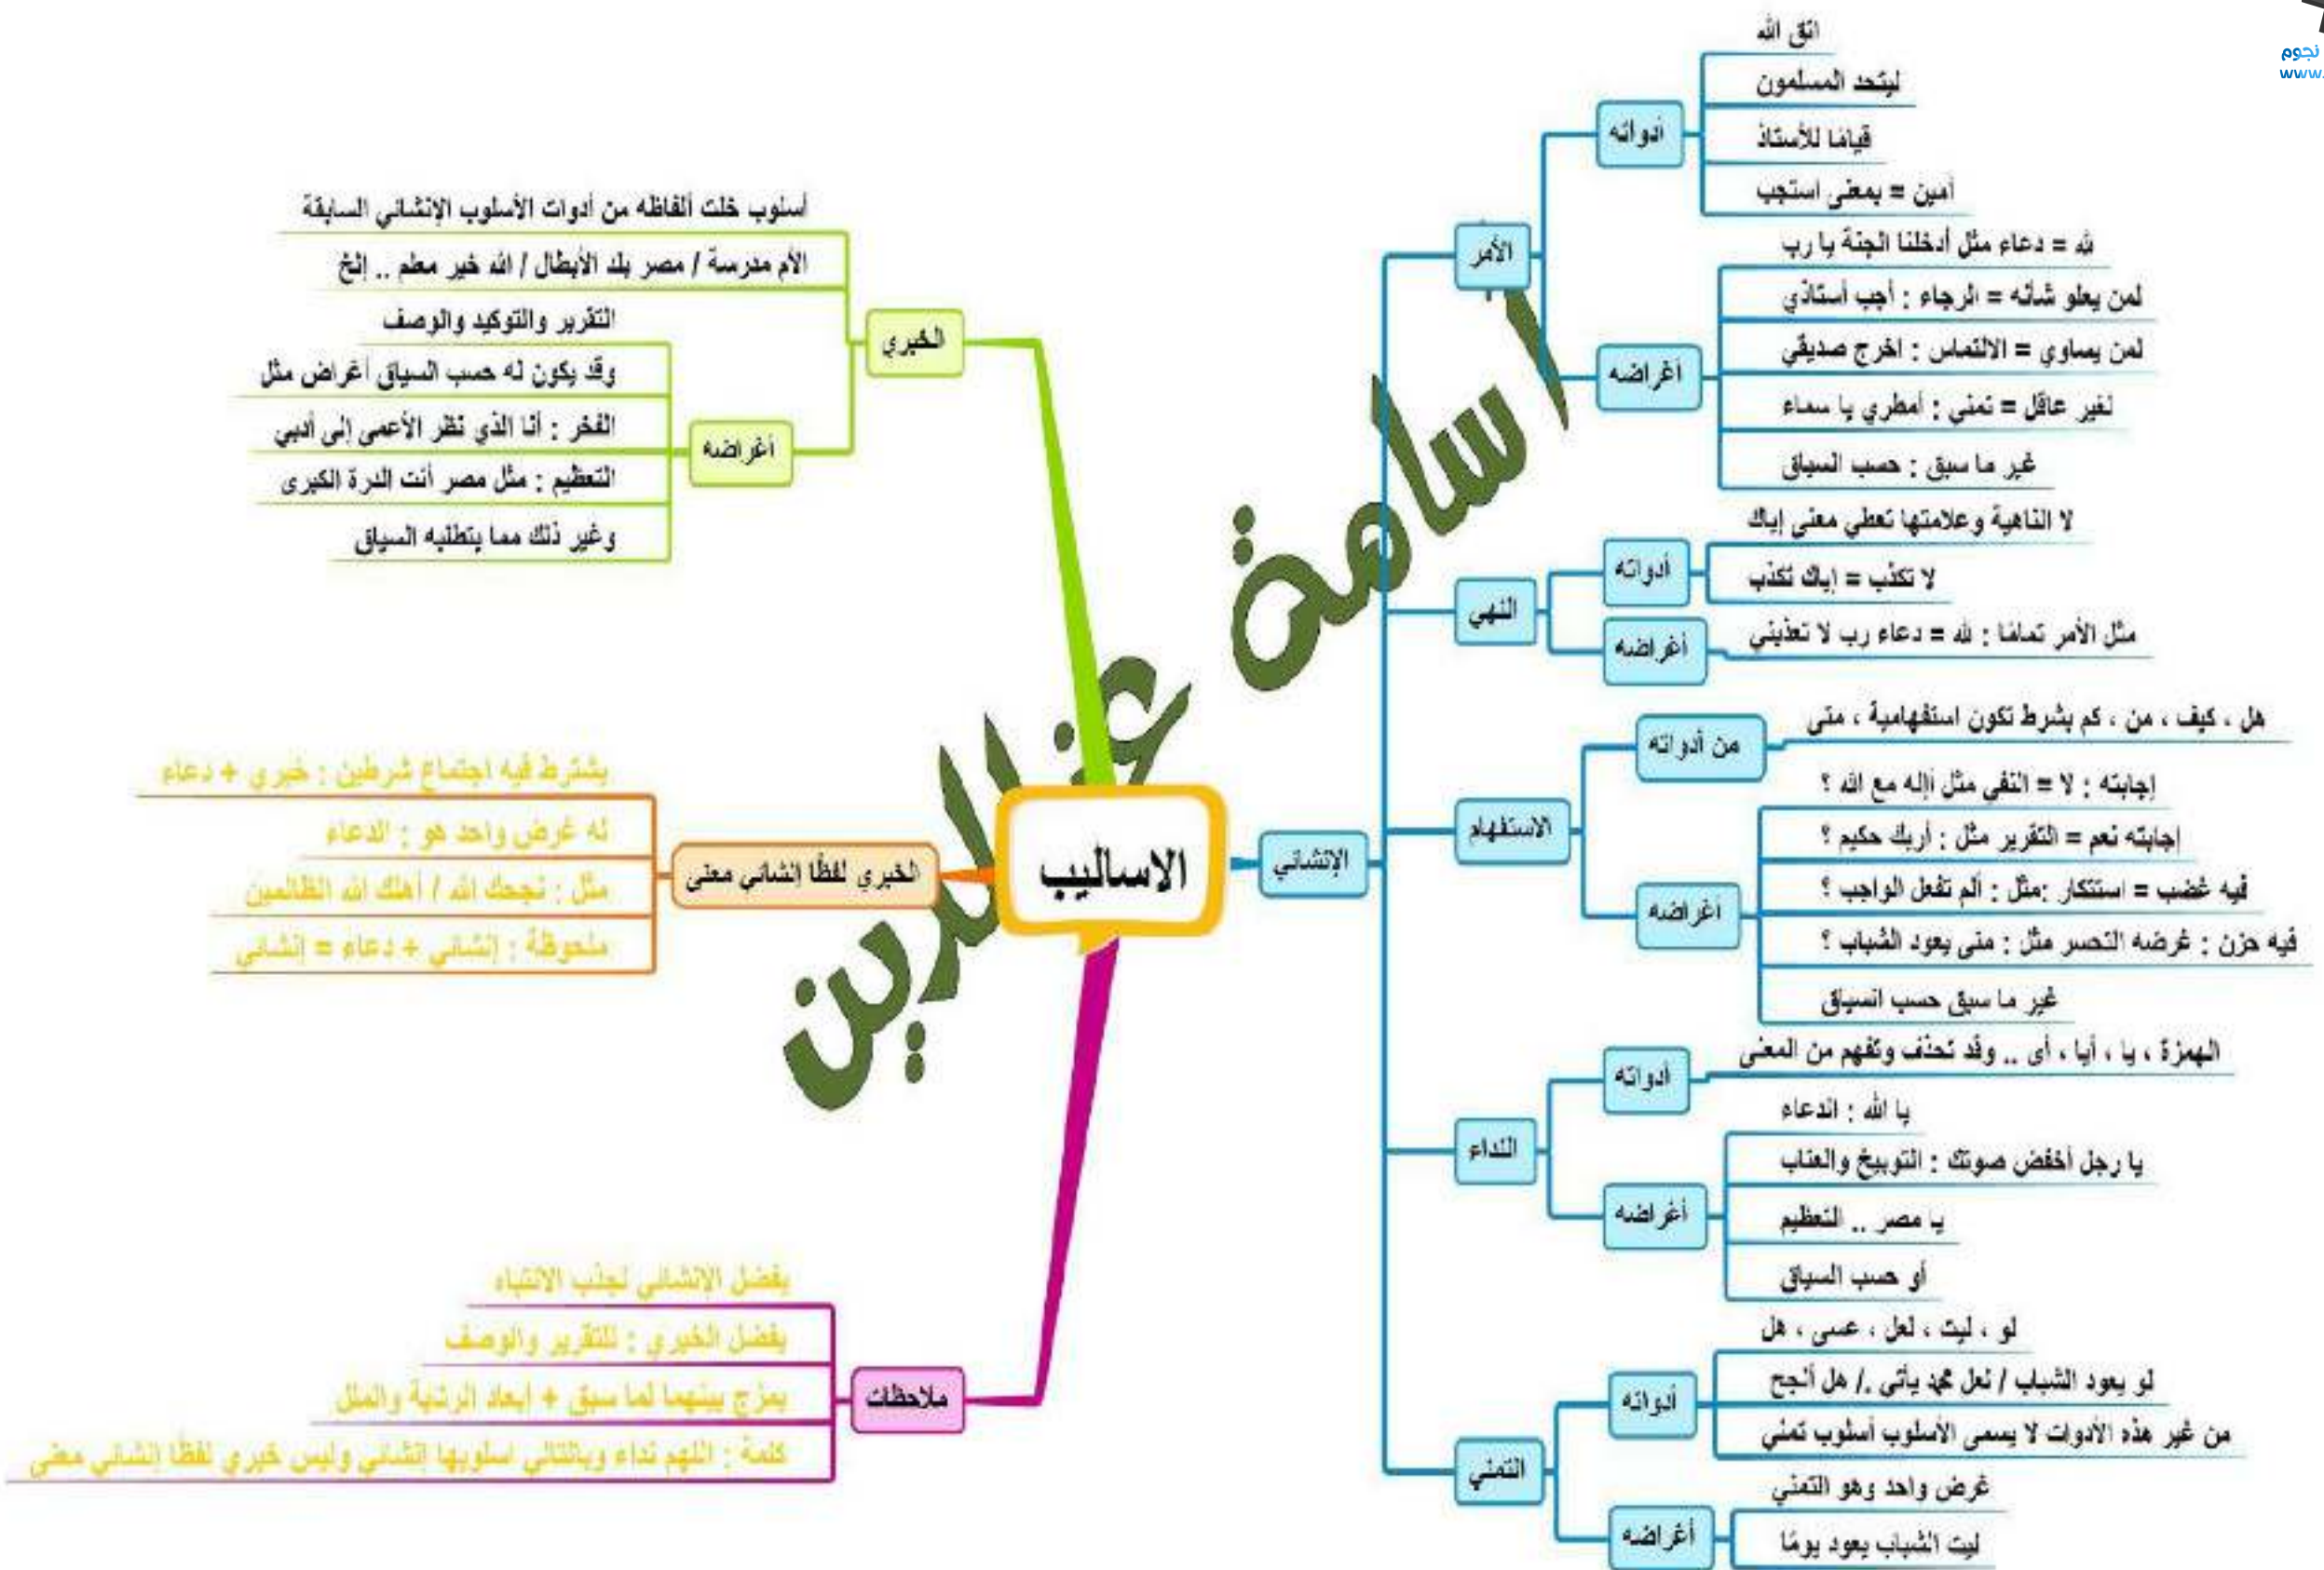 نجوم
www.
الاساليب
الإنشائي
الأمر
أدواته
اتق الله
ليتحد المسلمون
قيامًا للأستاذ
أمين = بمعنى استجب
أغراضه
لله = دعاء مثل أدخلنا الجنة يا رب
لمن يعلو شأنه = الرجاء : أجب أستاذي
لمن يساوي = الالتماس : اخرج صديقي
لغير عاقل = تمني : أمطري يا سماء
غير ما سبق : حسب السياق
النهي
أدواته
لا الناهية وعلامتها تعطي معنى إياك
لا تكذب = إياك تكذب
أغراضه
مثل الأمر تمامًا : لله = دعاء رب لا تعذبني
الاستفهام
من أدواته
هل ، كيف ، من ، كم بشرط تكون استفهامية ، متى
أغراضه
إجابته : لا = النفي مثل أإله مع الله ؟
إجابته نعم = التقرير مثل : أربك حكيم ؟
فيه غضب = استنكار :مثل : ألم تفعل الواجب ؟
فيه حزن : غرضه التحسر مثل : متى يعود الشباب ؟
غير ما سبق حسب السياق
النداء
أدواته
الهمزة ، يا ، أيا ، أى .. وقد تحذف وتفهم من المعنى
أغراضه
يا الله : الدعاء
يا رجل أخفض صوتك : التوبيخ والعتاب
يا مصر .. التعظيم
أو حسب السياق
التمني
أدواته
لو ، ليت ، لعل ، عسى ، هل
لو يعود الشباب / لعل محمد يأتى ./ هل أنجح
من غير هذه الأدوات لا يسمى الأسلوب أسلوب تمني
أغراضه
غرض واحد وهو التمني
ليت الشباب يعود يومًا
الخبري
أسلوب خلت ألفاظه من أدوات الأسلوب الإنشائي السابقة
الأم مدرسة / مصر بلد الأبطال / الله خير معلم .. إلخ
أغراضه
التقرير والتوكيد والوصف
وقد يكون له حسب السياق أغراض مثل
الفخر : أنا الذي نظر الأعمى إلى أدبي
التعظيم : مثل مصر أنت الدرة الكبرى
وغير ذلك مما يتطلبه السياق
الخبري لفظًا إنشائي معنى
يشترط فيه اجتماع شرطين : خبري + دعاء
له غرض واحد هو : الدعاء
مثل : نجحك الله / أهلك الله الظالمين
ملحوظة : إنشائي + دعاء = إنشائي
ملاحظات
يفضل الإنشائي لجذب الانتباه
يفضل الخبري : للتقرير والوصف
يمزج بينهما لما سبق + إبعاد الرتابة والملل
كلمة : اللهم نداء وبالتالي اسلوبها إنشائي وليس خبري لفظًا إنشائي معنى
أسامة عز الدين